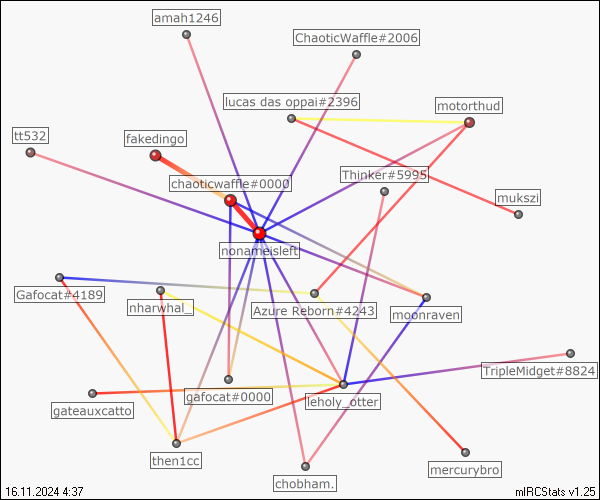 amah1246
ChaoticWaffle#2006
lucas das oppai#2396
motorthud
tt532
fakedingo
Thinker#5995
chaoticwaffle#0000
mukszi
nonameisleft
Gafocat#4189
nharwhal_
Azure Reborn#4243
moonraven
TripleMidget#8824
gafocat#0000
leholy_otter
gateauxcatto
then1cc
mercurybro
chobham.
16.11.2024 4:37
mIRCStats v1.25